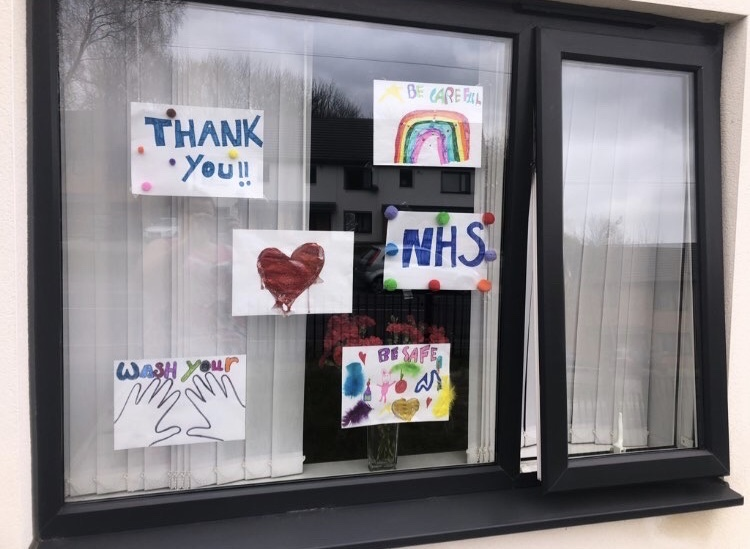 THANK
YOU!!
BE CAREFUL
NHS
WASH YOUR
BE SAFE!